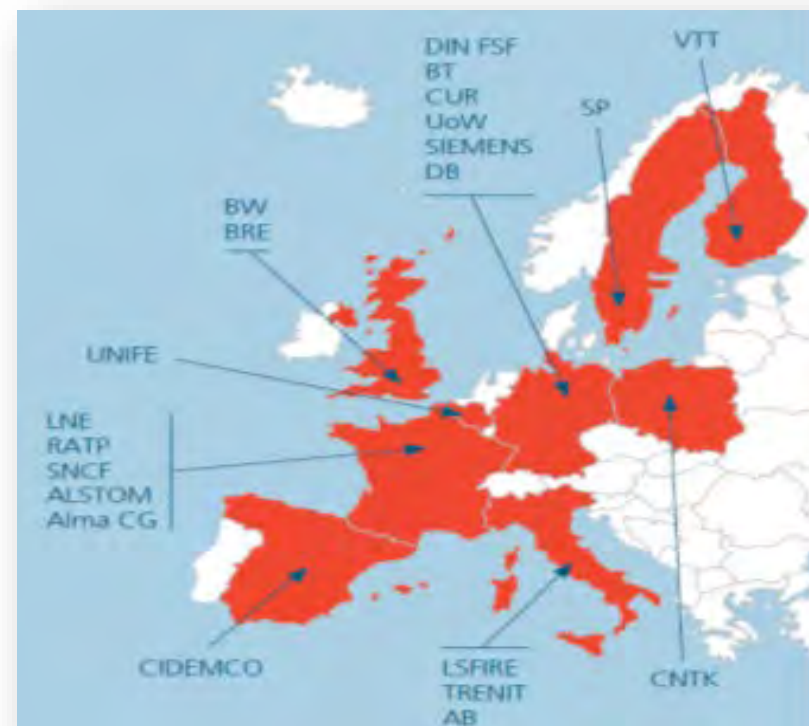 DIN FSF
BT
CUR
UoW
SIEMENS
DB
VTT
SP
BW
BRE
UNIFE
LNE
RATP
SNCF
ALSTOM
Alma CG
CIDEMCO
LSFIRE
TRENIT
AB
CNTK